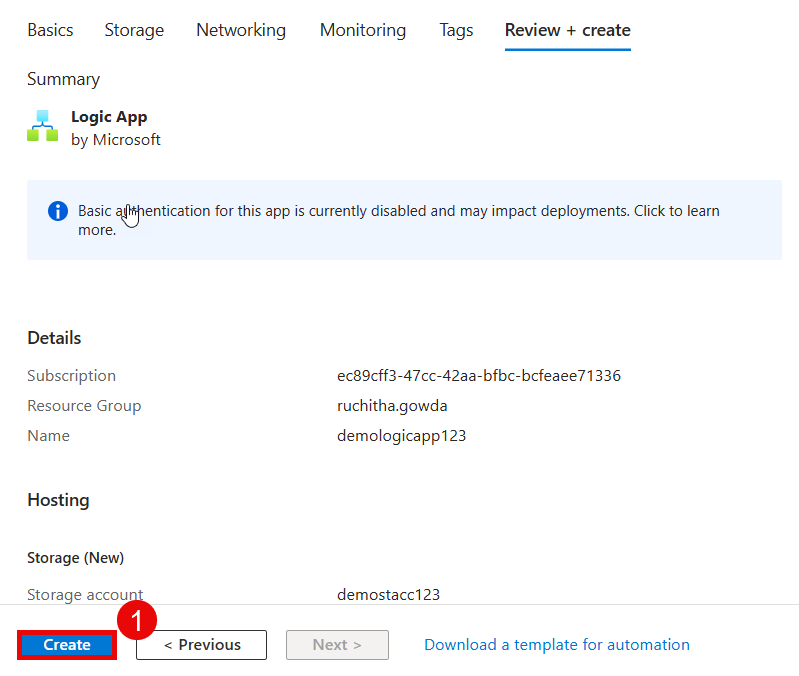 Basics Storage Networking Monitoring Tags Review + create
Summary
Logic App
by Microsoft
Basic authentication for this app is currently disabled and may impact deployments. Click to learn
more.
Details
Subscription ec89cff3-47cc-42aa-bfbc-bcfeaee71336
Resource Group ruchitha.gowda
Name demologicapp123
Hosting
Storage (New)
Storage account demostacc123
1
Create < Previous Next > Download a template for automation